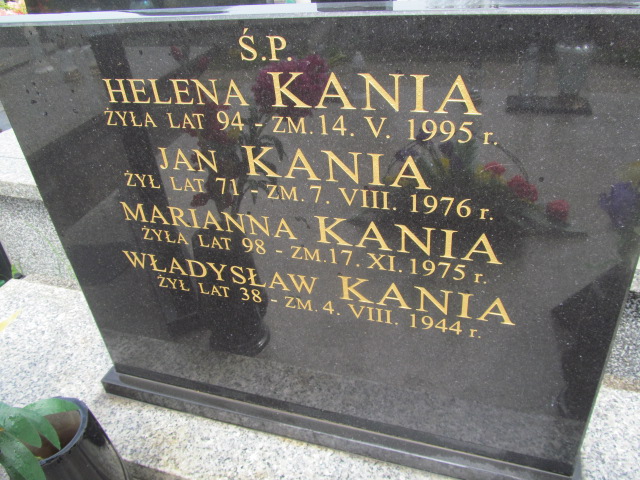 Ś.P.
HELENA KANIA
ŻYŁA LAT 94 - ZM. 14. V. 1995 r.
JAN KANIA
ŻYŁ LAT 71 - ZM. 7. VIII. 1976 r.
MARIANNA KANIA
ŻYŁA LAT 98 - ZM. 17. XI. 1975 r.
WŁADYSŁAW KANIA
ŻYŁ LAT 38 - ZM. 4. VIII. 1944 r.